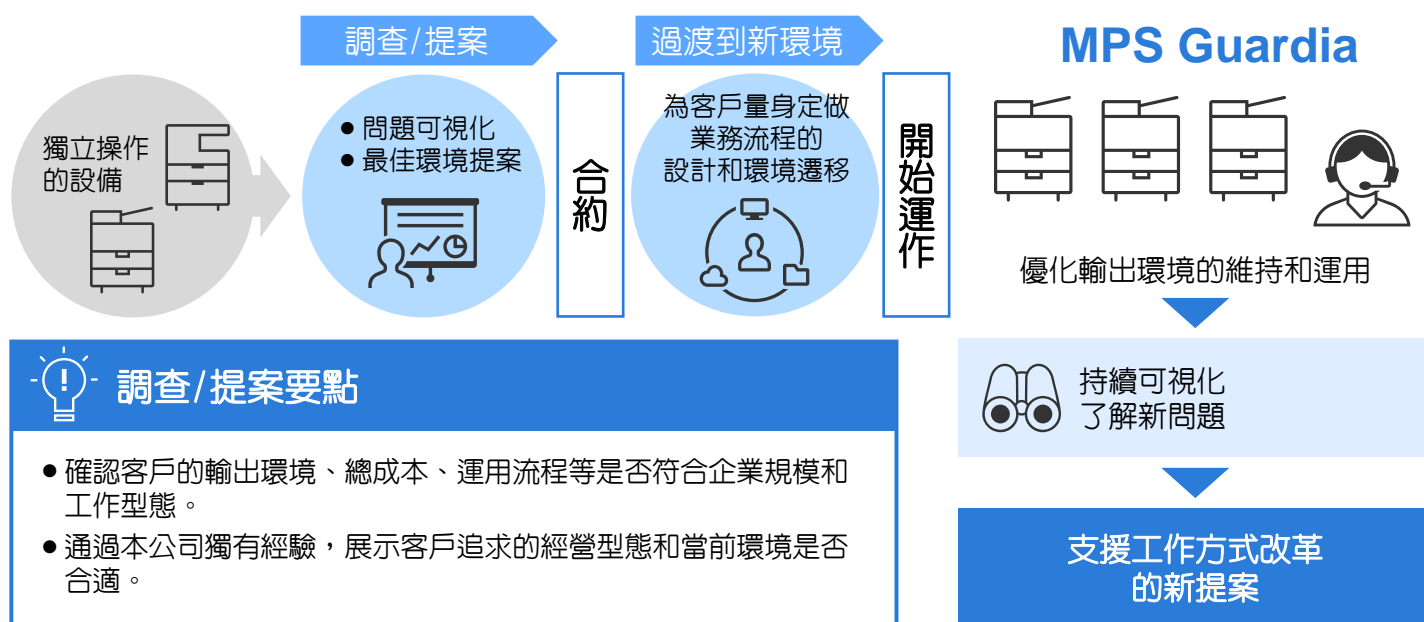 調查/提案
過渡到新環境
MPS Guardia
獨立操作
的設備
● 問題可視化
● 最佳環境提案
合約
為客戶量身定做
業務流程的
設計和環境遷移
開始運作
優化輸出環境的維持和運用
持續可視化
了解新問題
支援工作方式改革
的新提案
調查/提案要點
● 確認客戶的輸出環境、總成本、運用流程等是否符合企業規模和
工作型態。
● 通過本公司獨有經驗，展示客戶追求的經營型態和當前環境是否
合適。